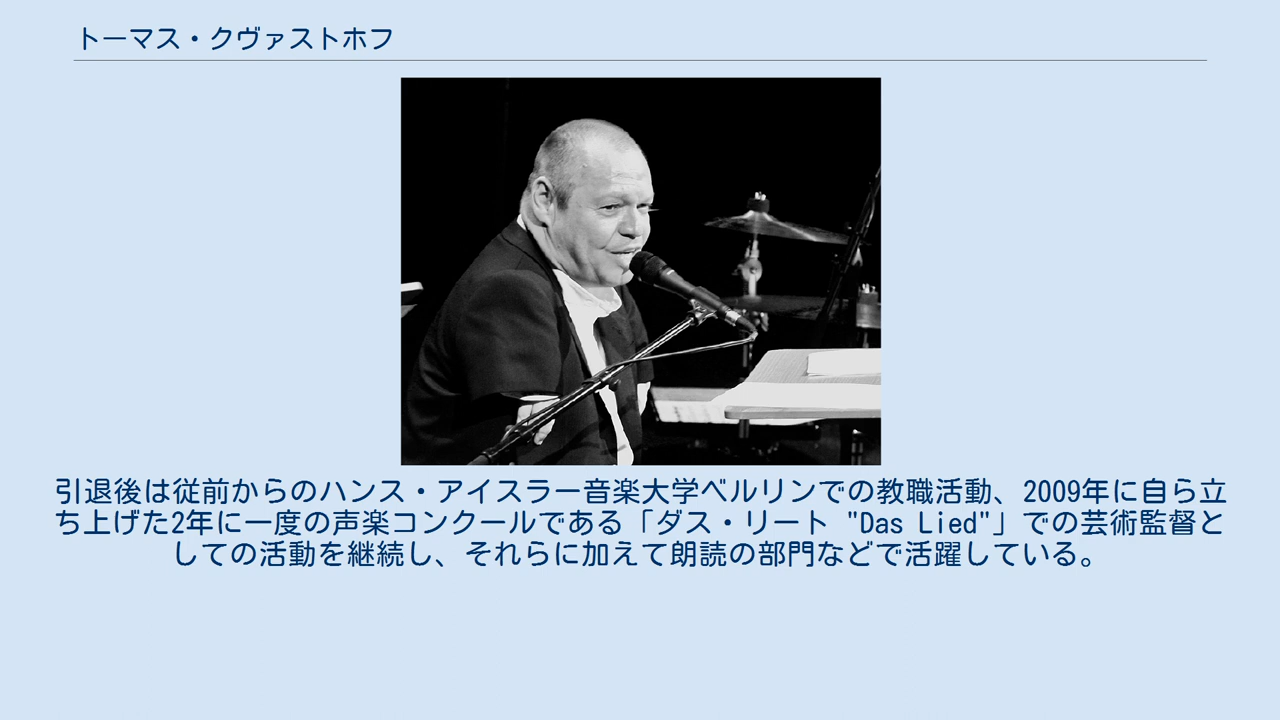 トーマス・クヴァストホフ
引退後は従前からのハンス・アイスラー音楽大学ベルリンでの教職活動、2009年に自ら立
ち上げた2年に一度の声楽コンクールである「ダス・リート "Das Lied"」での芸術監督と
しての活動を継続し、それらに加えて朗読の部門などで活躍している。